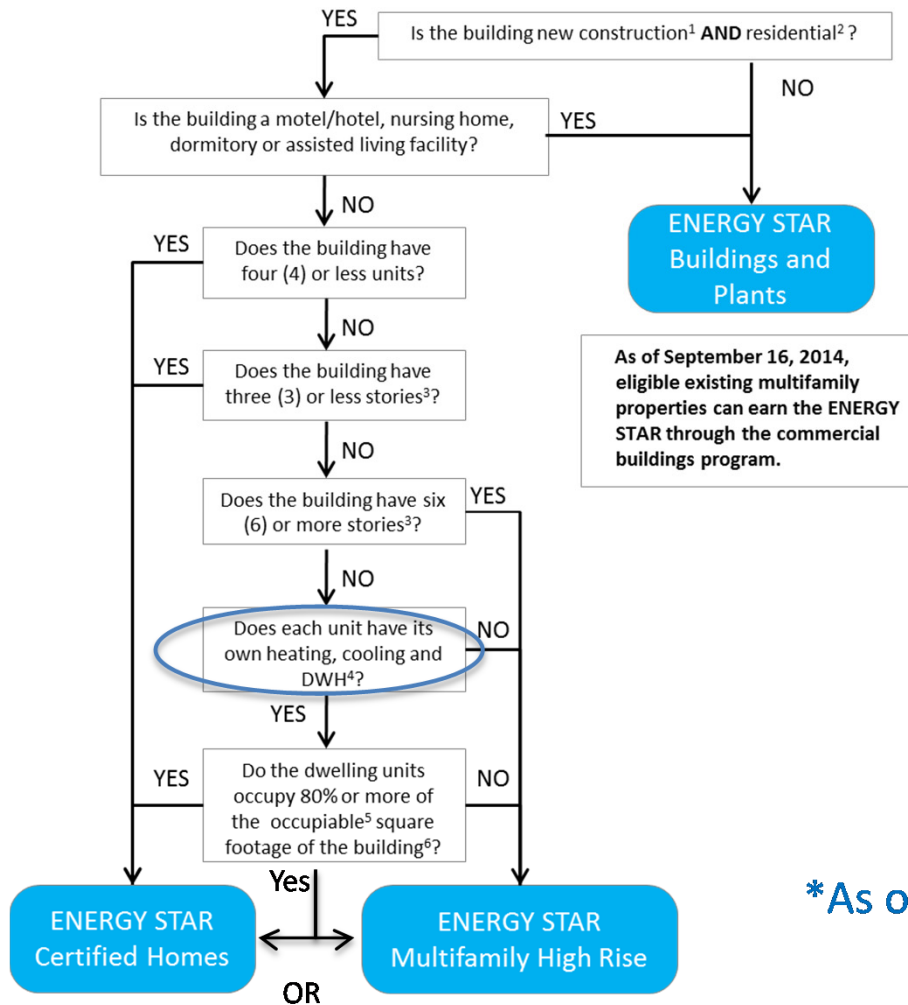 YES
Is the building new construction¹ AND residential²?
NO
Is the building a motel/hotel, nursing home,
dormitory or assisted living facility?
YES
NO
YES
Does the building have
four (4) or less units?
ENERGY STAR
Buildings and
Plants
NO
YES
Does the building have
three (3) or less stories³?
As of September 16, 2014,
eligible existing multifamily
properties can earn the ENERGY
STAR through the commercial
buildings program.
NO
Does the building have six
(6) or more stories³?
YES
NO
Does each unit have its
own heating, cooling and
DWH⁴?
NO
YES
YES
Do the dwelling units
occupy 80% or more of
the occupiable⁵ square
footage of the building⁶?
NO
Yes
ENERGY STAR
Certified Homes
OR
ENERGY STAR
Multifamily High Rise
*As o